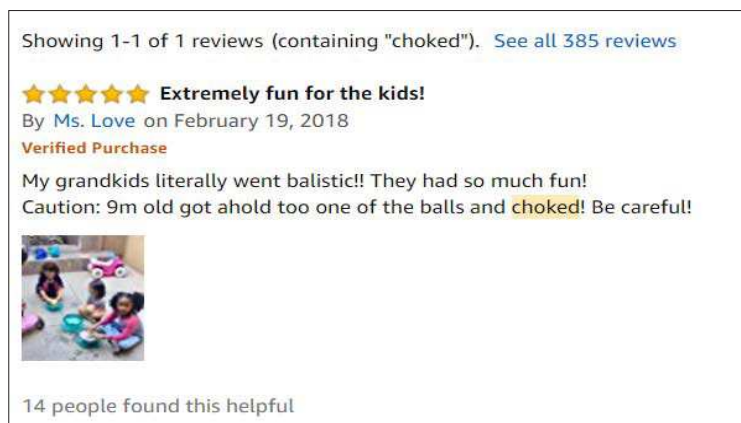 Showing 1-1 of 1 reviews (containing "choked"). See all 385 reviews
Extremely fun for the kids!
By Ms. Love on February 19, 2018
Verified Purchase
My grandkids literally went balistic!! They had so much fun!
Caution: 9m old got ahold too one of the balls and choked! Be careful!
14 people found this helpful